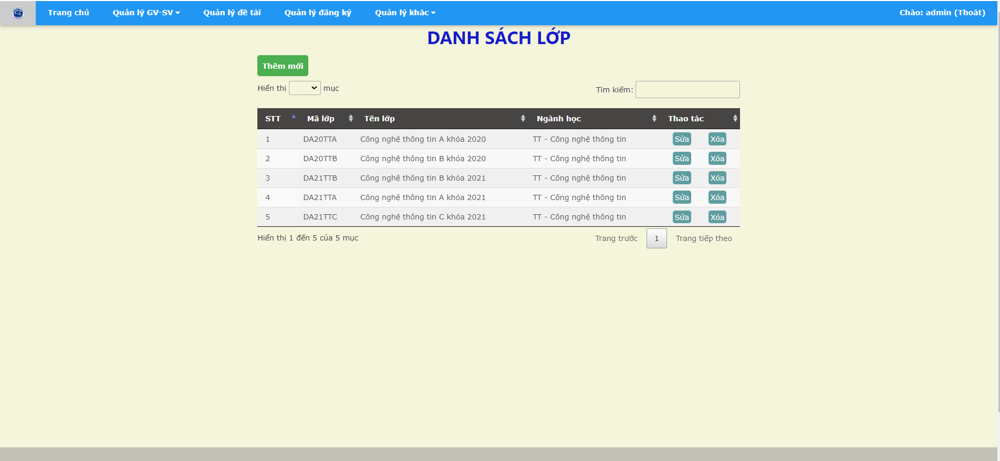 Trang chủ Quản lý GV-SV Quản lý đề tài Quản lý đăng ký Quản lý khác Chào: admin (Thoát)
DANH SÁCH LỚP
Thêm mới
Hiển thị mục Tìm kiếm:
STT Mã lớp Tên lớp Ngành học Thao tác
1 DA20TTA Công nghệ thông tin A khóa 2020 TT - Công nghệ thông tin Sửa Xóa
2 DA20TTB Công nghệ thông tin B khóa 2020 TT - Công nghệ thông tin Sửa Xóa
3 DA21TTB Công nghệ thông tin B khóa 2021 TT - Công nghệ thông tin Sửa Xóa
4 DA21TTA Công nghệ thông tin A khóa 2021 TT - Công nghệ thông tin Sửa Xóa
5 DA21TTC Công nghệ thông tin C khóa 2021 TT - Công nghệ thông tin Sửa Xóa
Hiển thị 1 đến 5 của 5 mục Trang trước 1 Trang tiếp theo